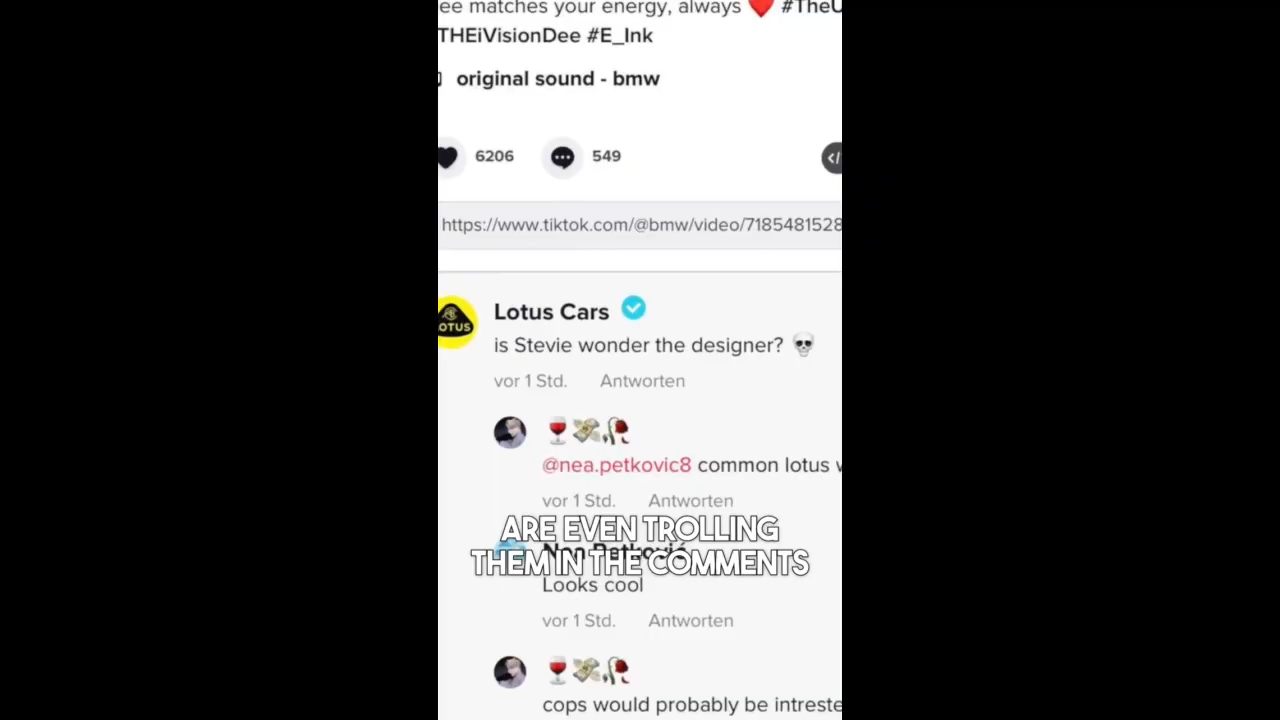 ee matches your energy, always ❤️ #TheU
THEiVisionDee #E_Ink
original sound - bmw
6206 549 </
https://www.tiktok.com/@bmw/video/7185481528
LOTUS
Lotus Cars
is Stevie wonder the designer? 💀
vor 1 Std. Antworten
🍷💸🥀
@nea.petkovic8 common lotus w
vor 1 Std. Antworten
ARE EVEN TROLLING
THEM IN THE COMMENTS
Looks cool
vor 1 Std. Antworten
🍷💸🥀
cops would probably be intreste